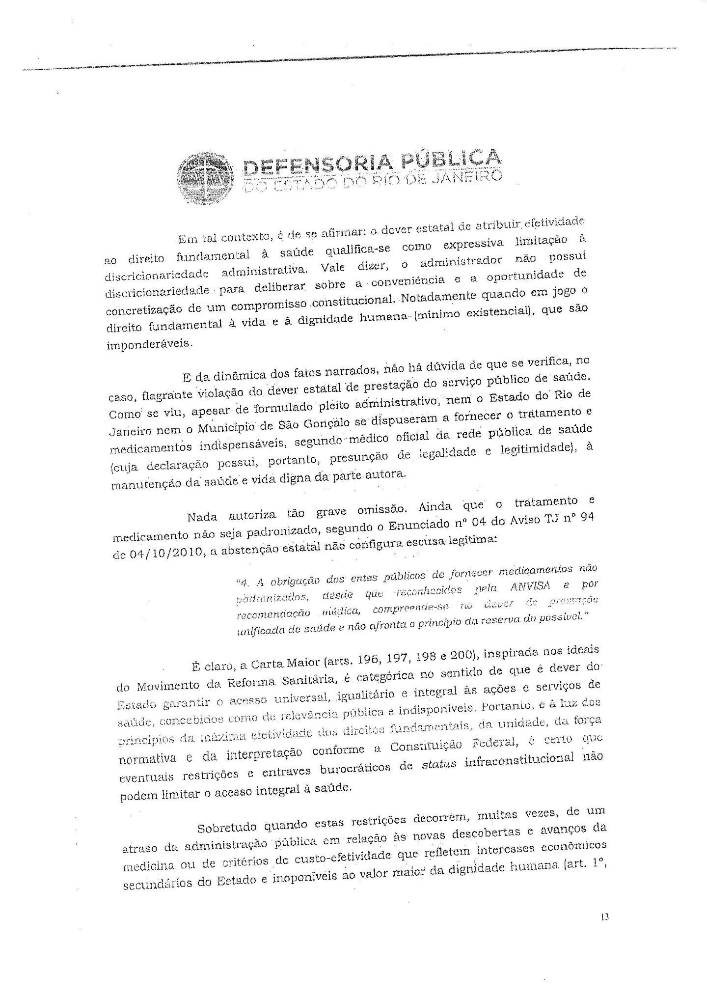 DEFENSORIA PÚBLICA
DO ESTADO DO RIO DE JANEIRO
Em tal contexto, é de se afirmar: o dever estatal de atribuir efetividade
ao direito fundamental à saúde qualifica-se como expressiva limitação à
discricionariedade administrativa. Vale dizer, o administrador não possui
discricionariedade para deliberar sobre a conveniência e a oportunidade de
concretização de um compromisso constitucional. Notadamente quando em jogo o
direito fundamental à vida e à dignidade humana (mínimo existencial), que são
imponderáveis.
E da dinâmica dos fatos narrados, não há dúvida de que se verifica, no
caso, flagrante violação do dever estatal de prestação do serviço público de saúde.
Como se viu, apesar de formulado pleito administrativo, nem o Estado do Rio de
Janeiro nem o Município de São Gonçalo se dispuseram a fornecer o tratamento e
medicamentos indispensáveis, segundo médico oficial da rede pública de saúde
(cuja declaração possui, portanto, presunção de legalidade e legitimidade), à
manutenção da saúde e vida digna da parte autora.
Nada autoriza tão grave omissão. Ainda que o tratamento e
medicamento não seja padronizado, segundo o Enunciado nº 04 do Aviso TJ nº 94
de 04/10/2010, a abstenção estatal não configura escusa legítima:
"4. A obrigação dos entes públicos de fornecer medicamentos não
padronizados, desde que reconhecidos pela ANVISA e por
recomendação médica, compreende-se no dever de prestação
unificada de saúde e não afronta o princípio da reserva do possível."
É claro, a Carta Maior (arts. 196, 197, 198 e 200), inspirada nos ideais
do Movimento da Reforma Sanitária, é categórica no sentido de que é dever do
Estado garantir o acesso universal, igualitário e integral às ações e serviços de
saúde, concebidos como de relevância pública e indisponíveis. Portanto, e à luz dos
princípios da máxima efetividade dos direitos fundamentais, da unidade, da força
normativa e da interpretação conforme a Constituição Federal, é certo que
eventuais restrições e entraves burocráticos de status infraconstitucional não
podem limitar o acesso integral à saúde.
Sobretudo quando estas restrições decorrem, muitas vezes, de um
atraso da administração pública em relação às novas descobertas e avanços da
medicina ou de critérios de custo-efetividade que refletem interesses econômicos
secundários do Estado e inoponíveis ao valor maior da dignidade humana (art. 1º,
13